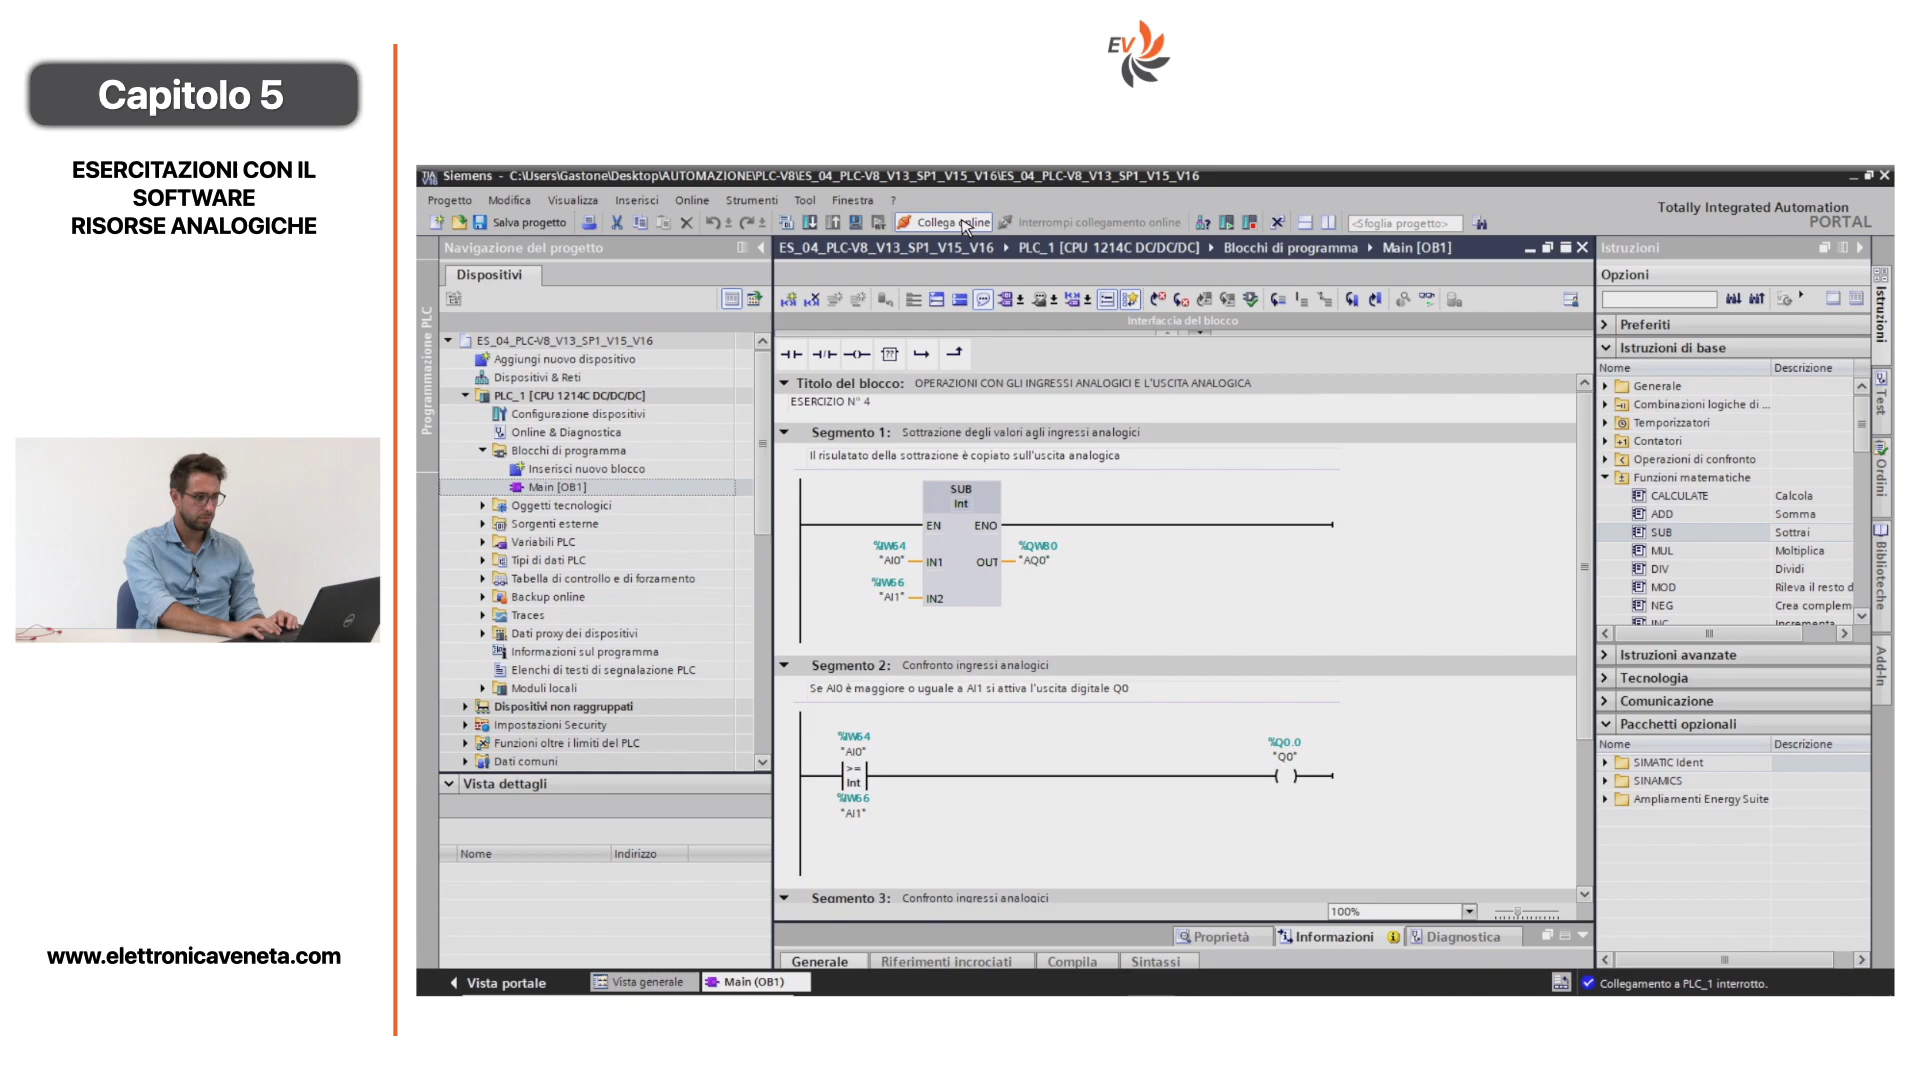 Capitolo 5
ESERCITAZIONI CON IL
SOFTWARE
RISORSE ANALOGICHE
www.elettronicaveneta.com
EV
Siemens - C:\Users\Gastone\Desktop\AUTOMAZIONE\PLC-V8\ES_04_PLC-V8_V13_SP1_V15_V16\ES_04_PLC-V8_V13_SP1_V15_V16
Progetto Modifica Visualizza Inserisci Online Strumenti Tool Finestra ?
Totally Integrated Automation
PORTAL
Salva progetto Collega online Interrompi collegamento online <Sfoglia progetto>
Navigazione del progetto
Dispositivi
Programmazione PLC
ES_04_PLC-V8_V13_SP1_V15_V16
Aggiungi nuovo dispositivo
Dispositivi & Reti
PLC_1 [CPU 1214C DC/DC/DC]
Configurazione dispositivi
Online & Diagnostica
Blocchi di programma
Inserisci nuovo blocco
Main [OB1]
Oggetti tecnologici
Sorgenti esterne
Variabili PLC
Tipi di dati PLC
Tabella di controllo e di forzamento
Backup online
Traces
Dati proxy dei dispositivi
Informazioni sul programma
Elenchi di testi di segnalazione PLC
Moduli locali
Dispositivi non raggruppati
Impostazioni Security
Funzioni oltre i limiti del PLC
Dati comuni
Vista dettagli
Nome Indirizzo
ES_04_PLC-V8_V13_SP1_V15_V16 PLC_1 [CPU 1214C DC/DC/DC] Blocchi di programma Main [OB1]
Interfaccia del blocco
Titolo del blocco: OPERAZIONI CON GLI INGRESSI ANALOGICI E L'USCITA ANALOGICA
ESERCIZIO N° 4
Segmento 1: Sottrazione degli valori agli ingressi analogici
Il risulatato della sottrazione è copiato sull'uscita analogica
SUB
Int
EN ENO
%IW64 %QW80
"AI0" IN1 OUT "AQ0"
%IW66
"AI1" IN2
Segmento 2: Confronto ingressi analogici
Se AI0 è maggiore o uguale a AI1 si attiva l'uscita digitale Q0
%IW64 %Q0.0
"AI0" "Q0"
>=
Int
%IW66
"AI1"
Segmento 3: Confronto ingressi analogici
100%
Proprietà Informazioni Diagnostica
Generale Riferimenti incrociati Compila Sintassi
Istruzioni
Opzioni
Preferiti
Istruzioni di base
Nome Descrizione
Generale
Combinazioni logiche di ...
Temporizzatori
Contatori
Operazioni di confronto
Funzioni matematiche
CALCULATE Calcola
ADD Somma
SUB Sottrai
MUL Moltiplica
DIV Dividi
MOD Rileva il resto d
NEG Crea complem
INC Incrementa
Istruzioni avanzate
Tecnologia
Comunicazione
Pacchetti opzionali
Nome Descrizione
SIMATIC Ident
SINAMICS
Ampliamenti Energy Suite
Istruzioni
Test
Ordini
Biblioteche
Add-In
Vista portale Vista generale Main (OB1) Collegamento a PLC_1 interrotto.